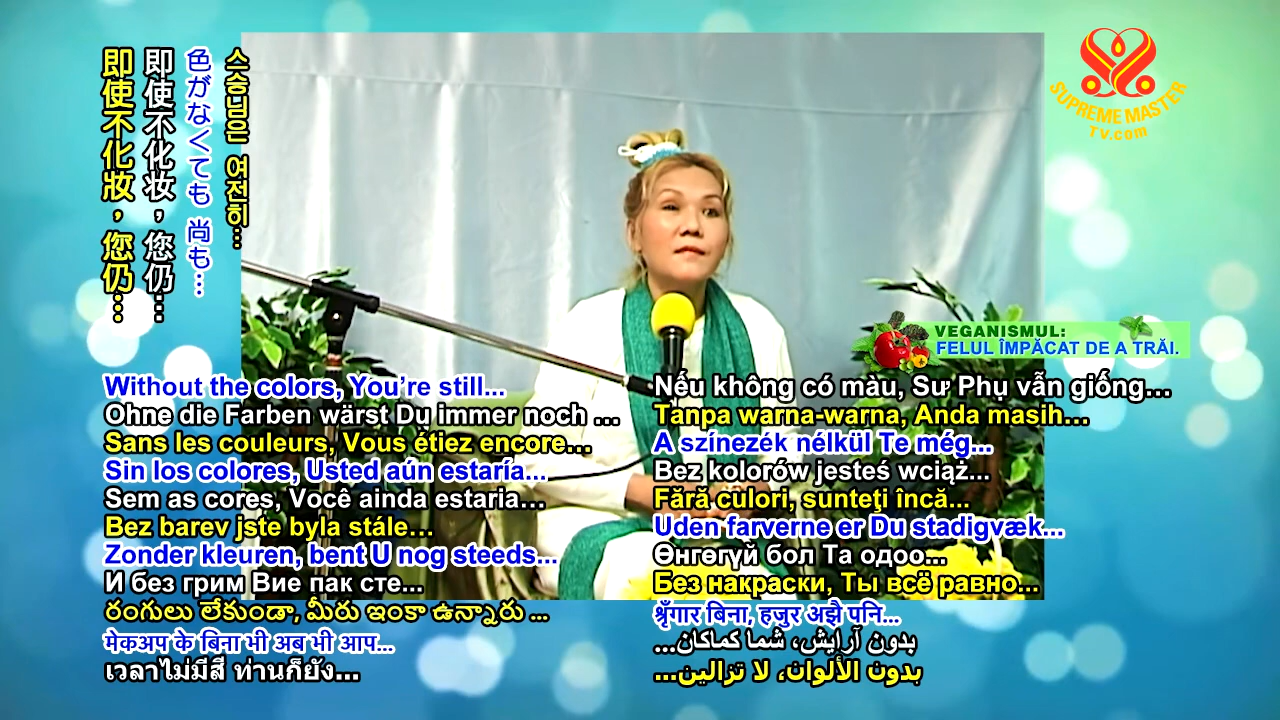 스승님은 여전히…
色がなくても 尚も…
即使不化妆，您仍…
即使不化妝，您仍…
SUPREME MASTER
TV.com
VEGANISMUL:
FELUL ÎMPĂCAT DE A TRĂI.
Without the colors, You’re still...
Ohne die Farben wärst Du immer noch …
Sans les couleurs, Vous étiez encore…
Sin los colores, Usted aún estaría...
Sem as cores, Você ainda estaria…
Bez barev jste byla stále…
Zonder kleuren, bent U nog steeds...
И без грим Вие пак сте...
రంగులు లేకుండా, మీరు ఇంకా ఉన్నారు ...
मेकअप के बिना भी अब भी आप...
เวลาไม่มีสี ท่านก็ยัง...
Nếu không có màu, Sư Phụ vẫn giống…
Tanpa warna-warna, Anda masih…
A színezék nélkül Te még...
Bez kolorów jesteś wciąż...
Fără culori, sunteţi încă...
Uden farverne er Du stadigvæk...
Өнгөгүй бол Та одоо...
Без накраски, Ты всё равно...
श्रृँगार बिना, हजुर अझै पनि...
بدون آرایش، شما کماکان...
بدون الألوان، لا تزالين...